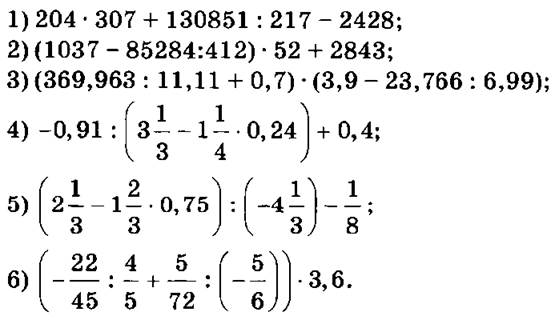 1) 204 · 307 + 130851 : 217 – 2428;
2) (1037 – 85284:412) · 52 + 2843;
3) (369,963 : 11,11 + 0,7) · (3,9 – 23,766 : 6,99);
4) –0,91 : (3 1/3 – 1 1/4 · 0,24) + 0,4;
5) (2 1/3 – 1 2/3 · 0,75) : (–4 1/3) – 1/8;
6) (–22/45 : 4/5 + 5/72 : (–5/6)) · 3,6.